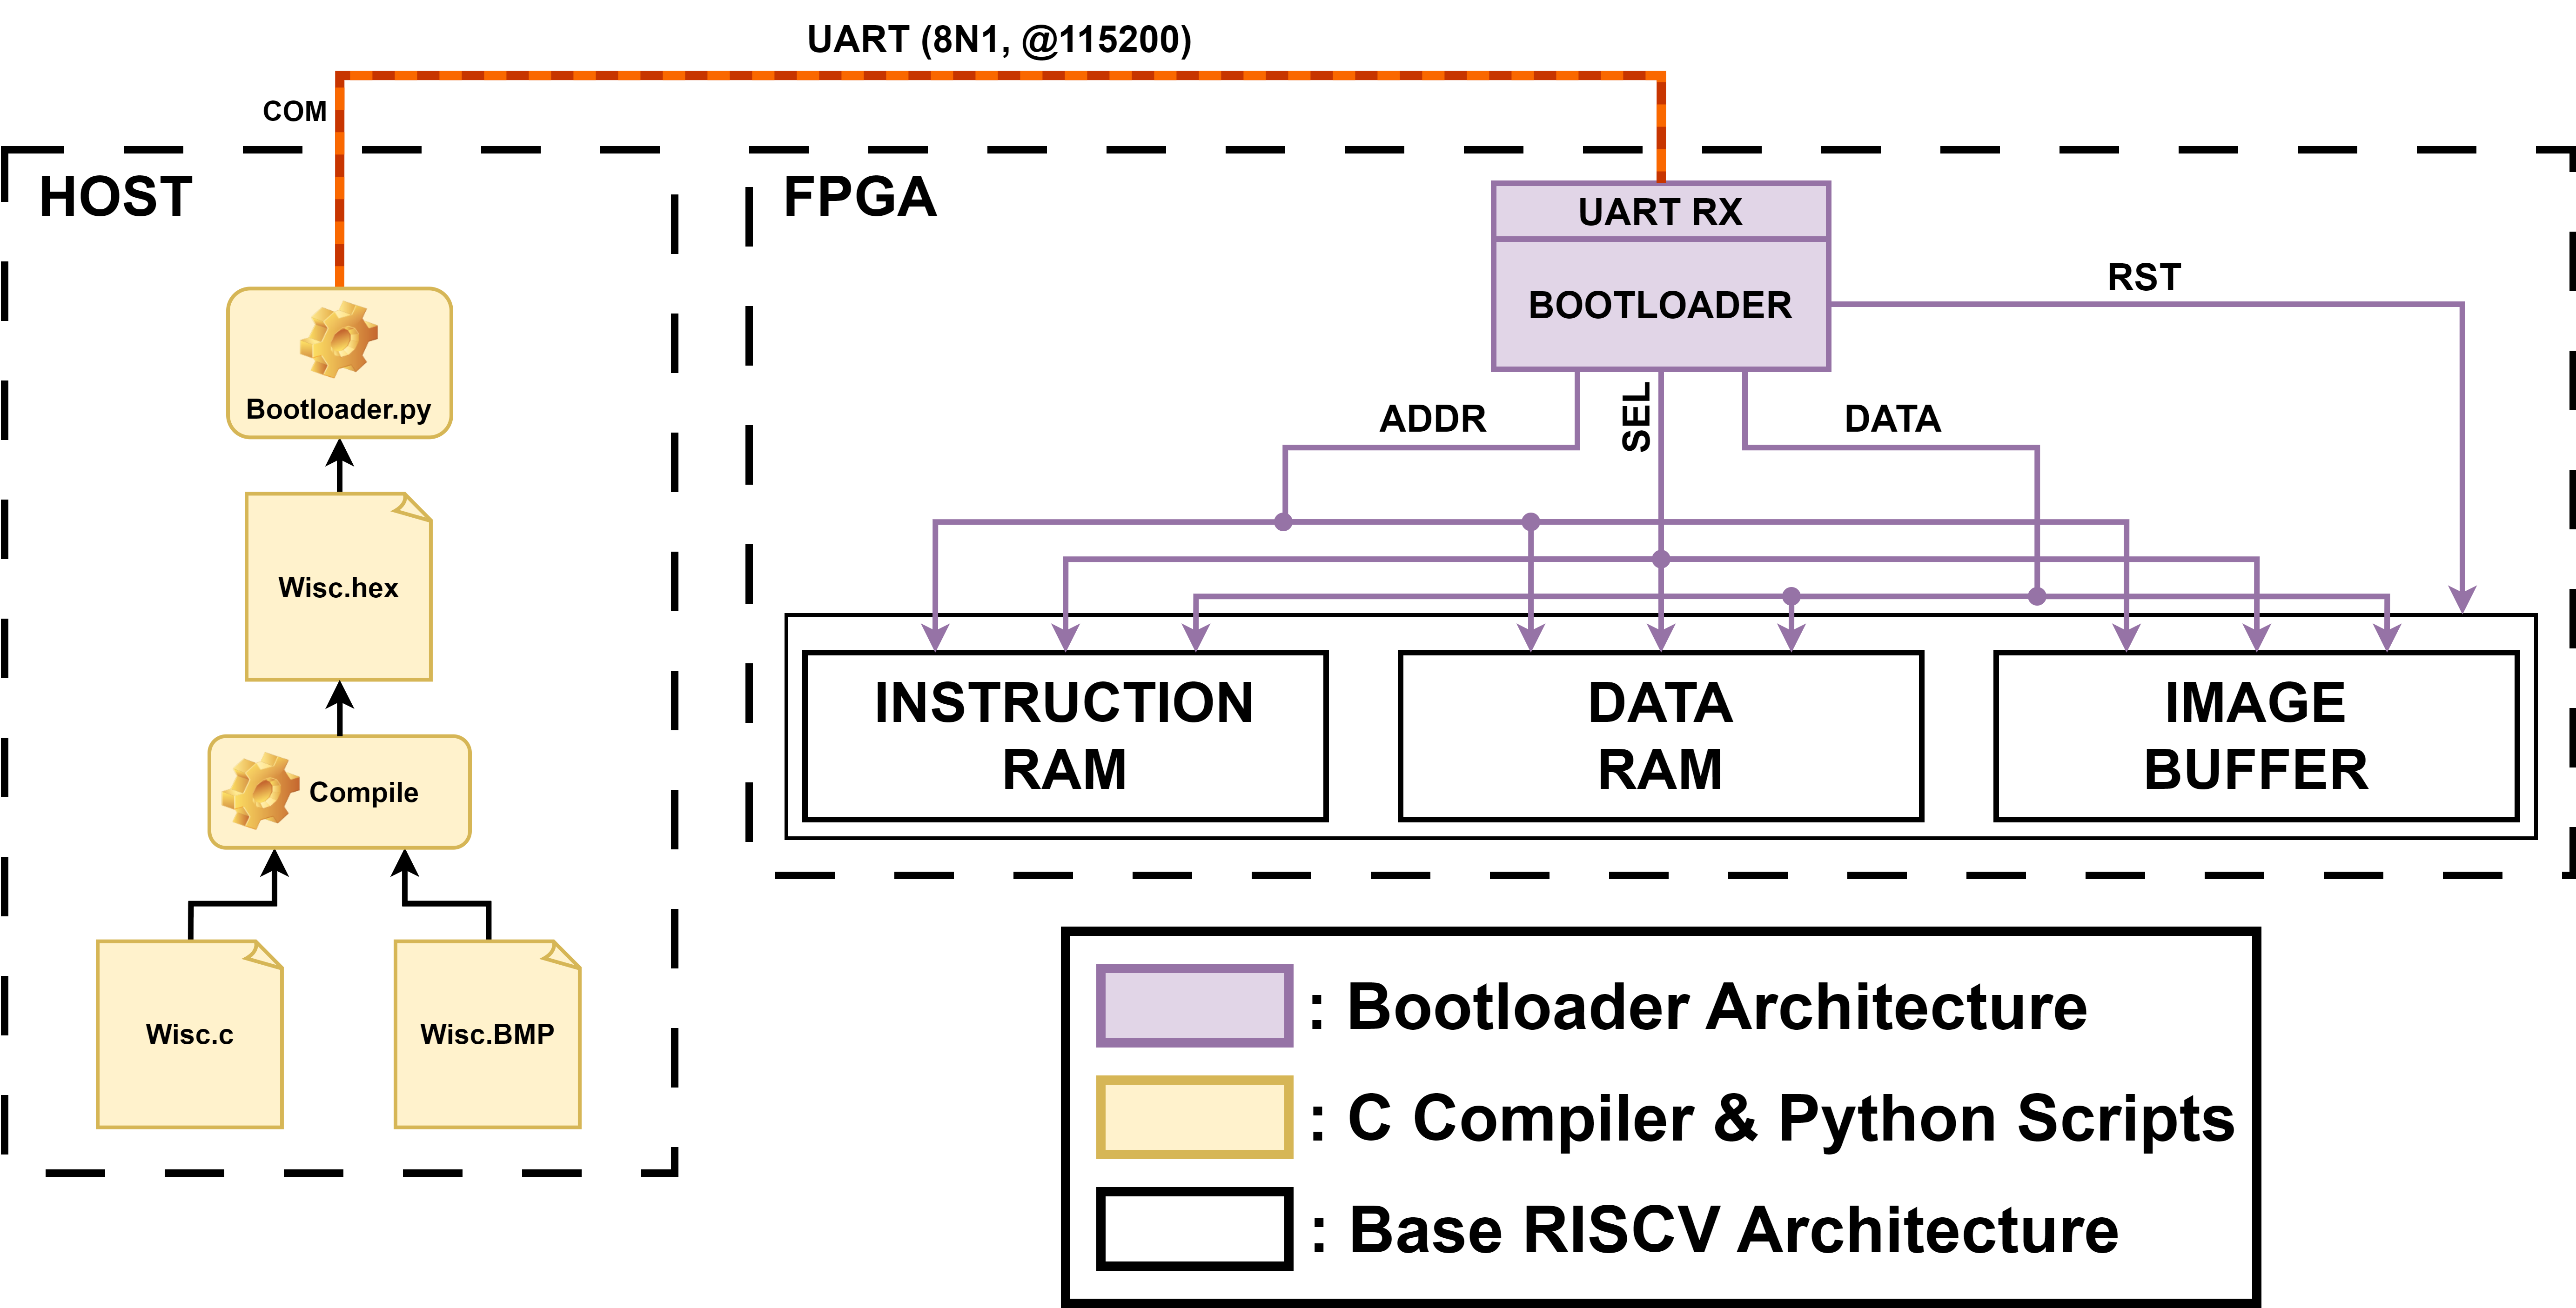 UART (8N1, @115200)
COM
HOST
Bootloader.py
Wisc.hex
Compile
Wisc.c
Wisc.BMP
FPGA
UART RX
BOOTLOADER
RST
ADDR
SEL
DATA
INSTRUCTION
RAM
DATA
RAM
IMAGE
BUFFER
: Bootloader Architecture
: C Compiler & Python Scripts
: Base RISCV Architecture